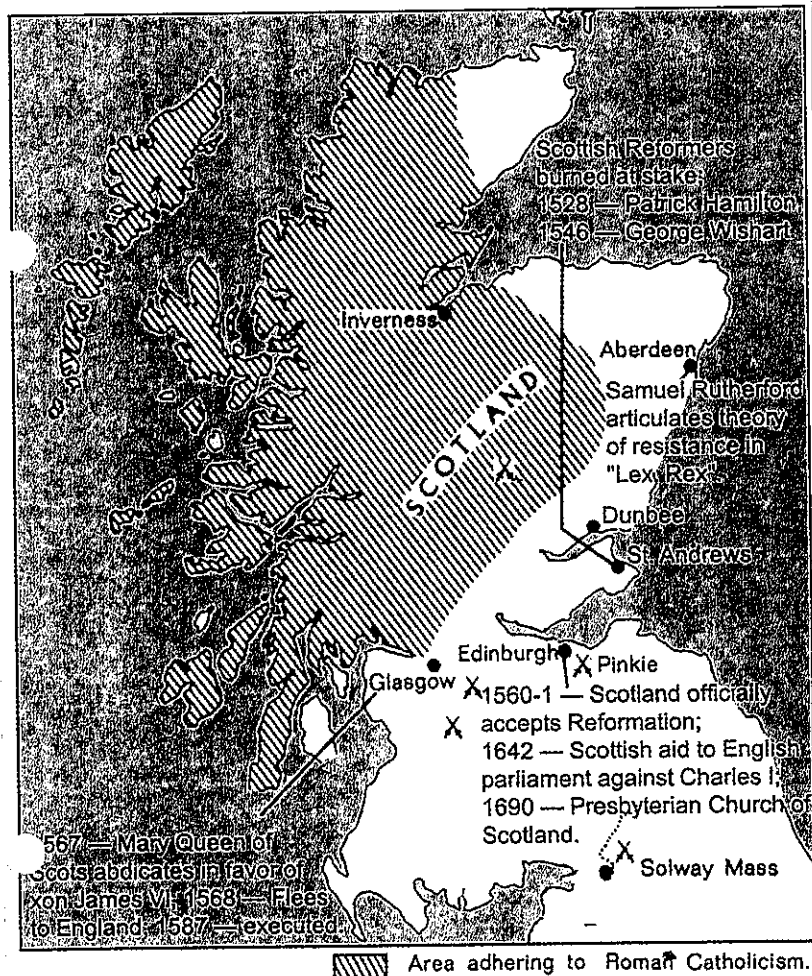 Scottish Reformers
burned at stake:
1528 — Patrick Hamilton
1546 — George Wishart
Inverness
Aberdeen
Samuel Rutherford
articulates theory
of resistance in
"Lex, Rex".
SCOTLAND
Dunbee
St. Andrews
Edinburgh
Pinkie
Glasgow
1560-1 — Scotland officially
accepts Reformation;
1642 — Scottish aid to English
parliament against Charles I;
1690 — Presbyterian Church of
Scotland.
1567 — Mary Queen of
Scots abdicates in favor of
xon James VI; 1568 — Flees
to England; 1587 — executed.
Solway Mass
Area adhering to Roman Catholicism.